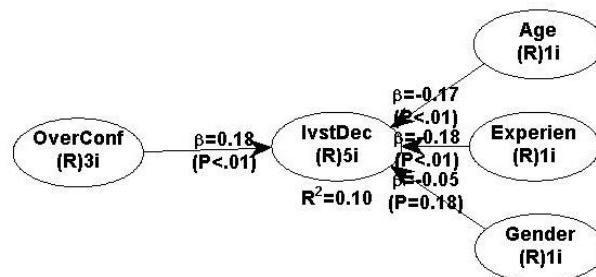 Age
(R)1i
β=-0.17
(P<.01)
OverConf
(R)3i
β=0.18
(P<.01)
IvstDec
(R)5i
R²=0.10
β=-0.18
(P<.01)
Experien
(R)1i
β=-0.05
(P=0.18)
Gender
(R)1i